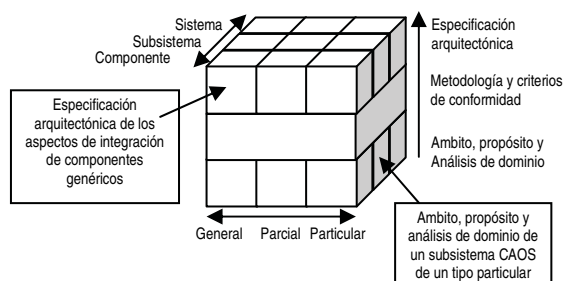 Sistema
Subsistema
Componente
Especificación
arquitectónica
Metodología y criterios
de conformidad
Ambito, propósito y
Análisis de dominio
Especificación
arquitectónica de los
aspectos de integración
de componentes
genéricos
General Parcial Particular
Ambito, propósito y
análisis de dominio de
un subsistema CAOS
de un tipo particular